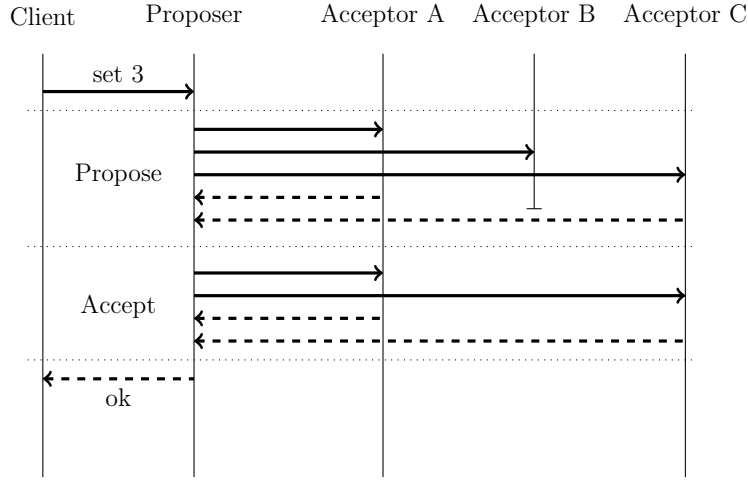 Client Proposer Acceptor A Acceptor B Acceptor C
set 3
Propose
Accept
ok